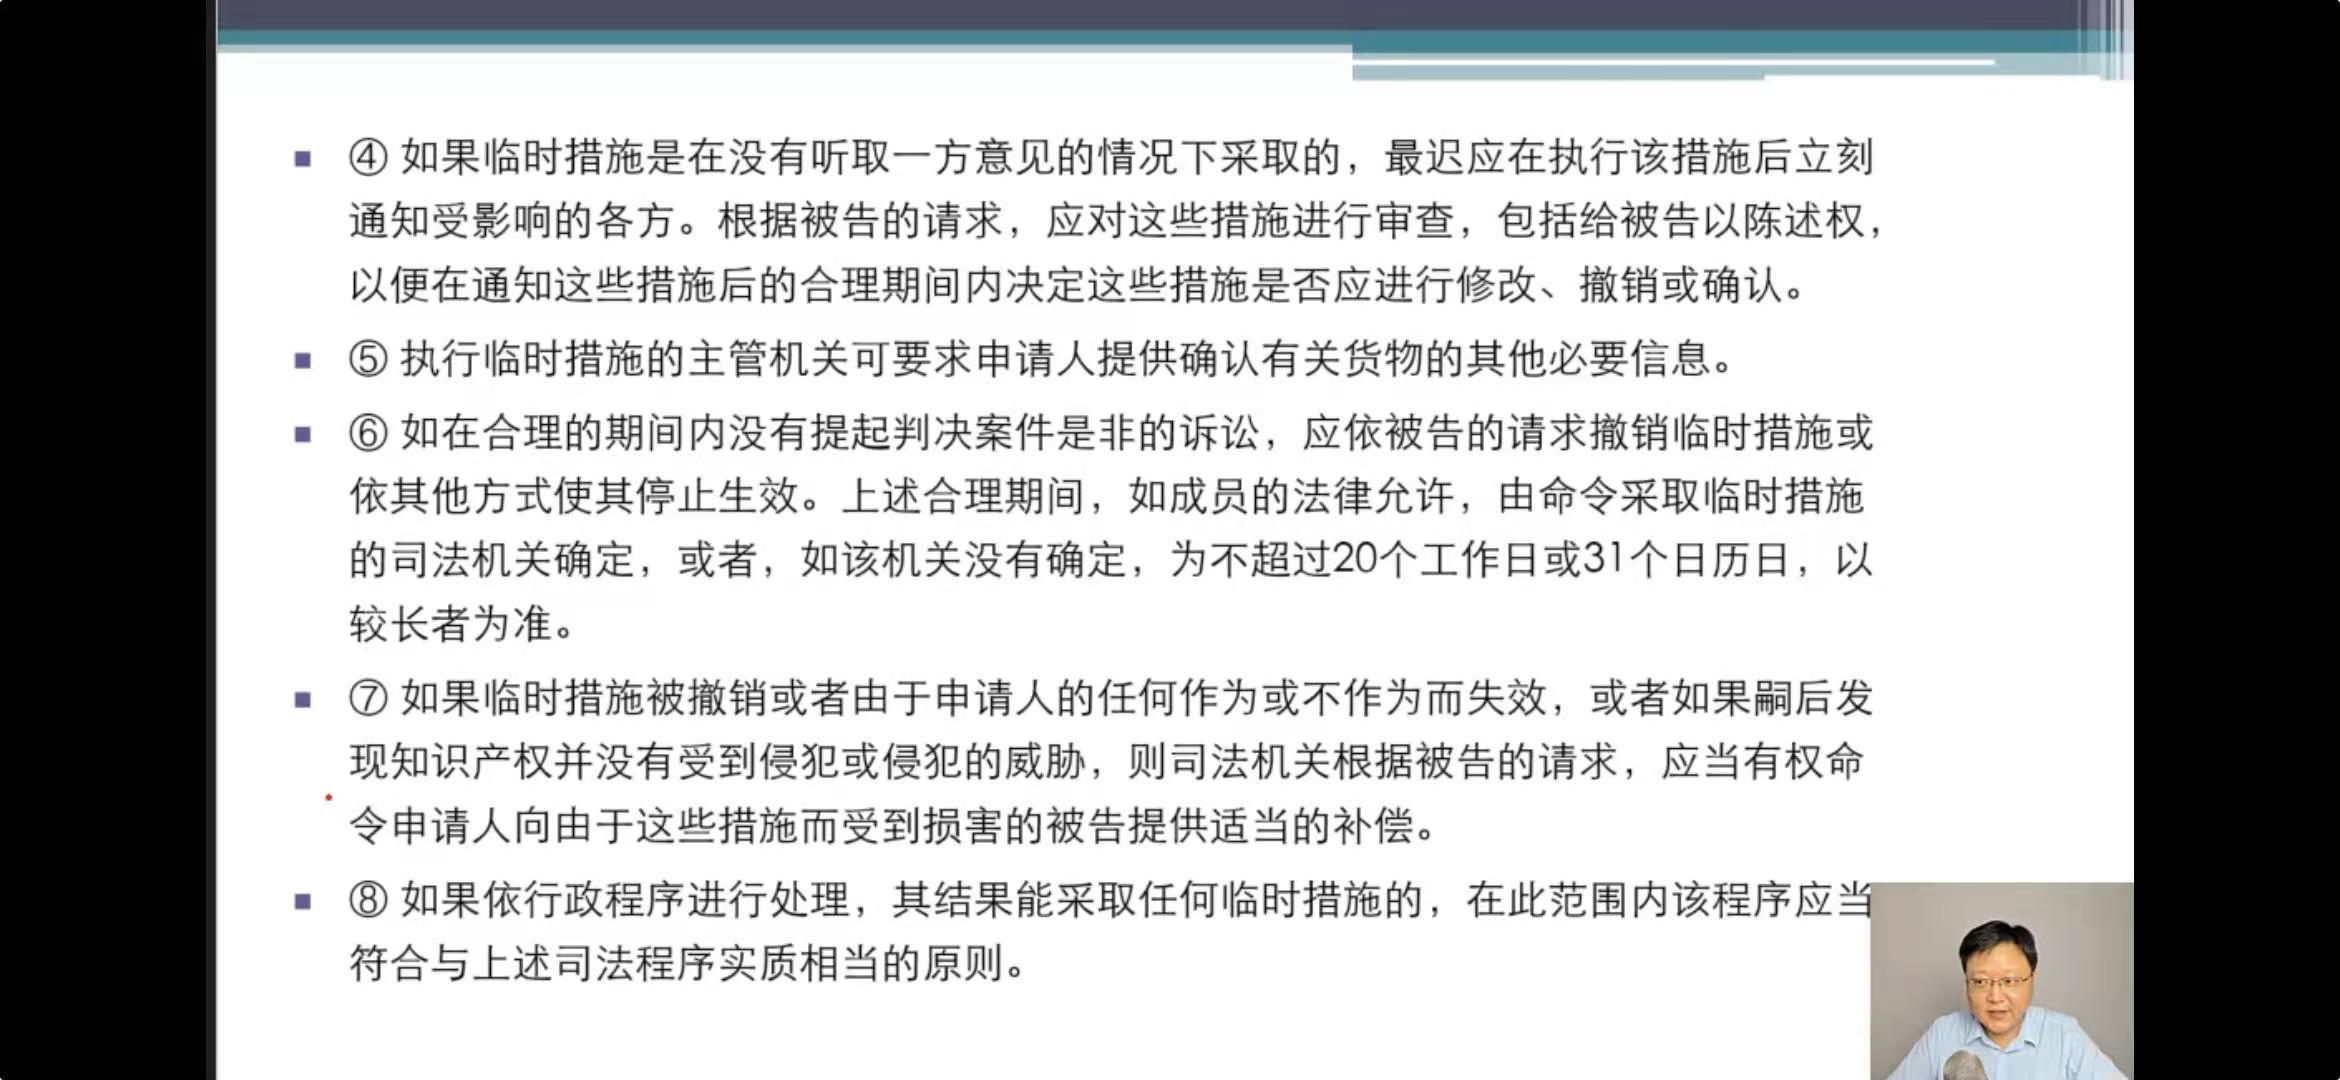 ④ 如果临时措施是在没有听取一方意见的情况下采取的，最迟应在执行该措施后立刻
通知受影响的各方。根据被告的请求，应对这些措施进行审查，包括给被告以陈述权，
以便在通知这些措施后的合理期间内决定这些措施是否应进行修改、撤销或确认。
⑤ 执行临时措施的主管机关可要求申请人提供确认有关货物的其他必要信息。
⑥ 如在合理的期间内没有提起判决案件是非的诉讼，应依被告的请求撤销临时措施或
依其他方式使其停止生效。上述合理期间，如成员的法律允许，由命令采取临时措施
的司法机关确定，或者，如该机关没有确定，为不超过20个工作日或31个日历日，以
较长者为准。
⑦ 如果临时措施被撤销或者由于申请人的任何作为或不作为而失效，或者如果嗣后发
现知识产权并没有受到侵犯或侵犯的威胁，则司法机关根据被告的请求，应当有权命
令申请人向由于这些措施而受到损害的被告提供适当的补偿。
⑧ 如果依行政程序进行处理，其结果能采取任何临时措施的，在此范围内该程序应当
符合与上述司法程序实质相当的原则。